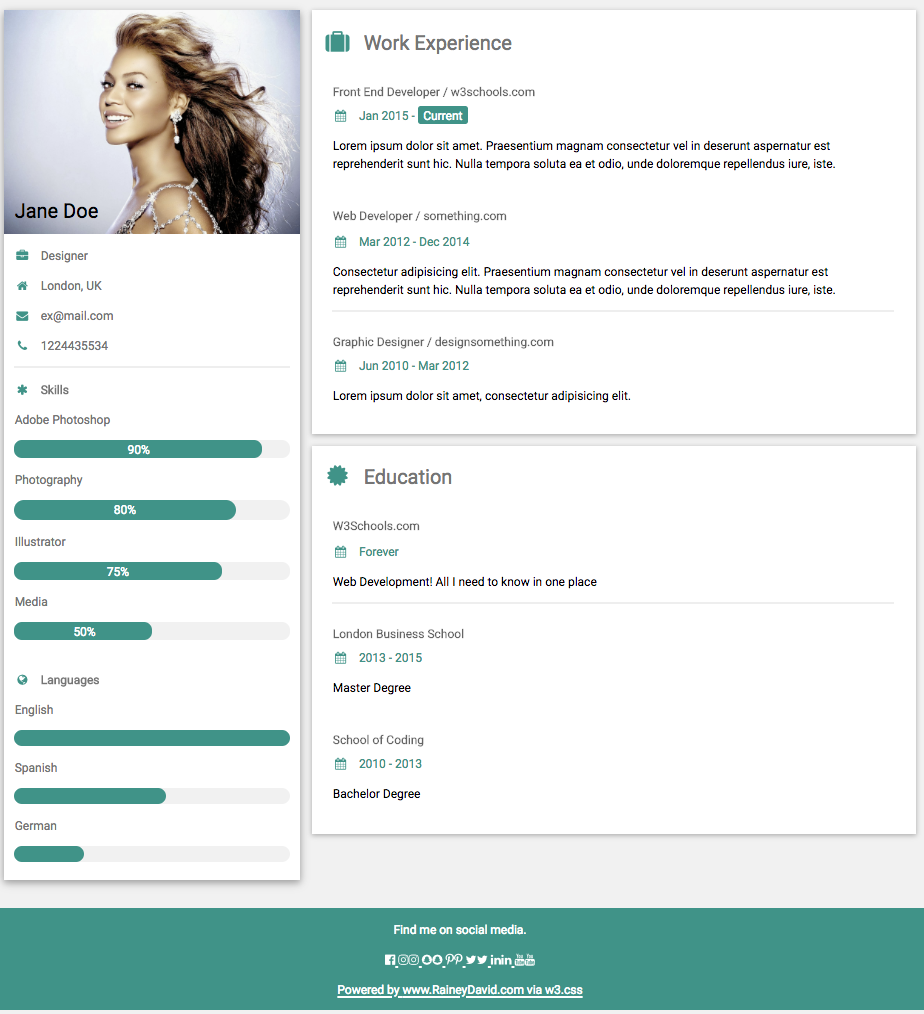 Jane Doe
Designer
London, UK
ex@mail.com
1224435534
Skills
Adobe Photoshop
90%
Photography
80%
Illustrator
75%
Media
50%
Languages
English
Spanish
German
Work Experience
Front End Developer / w3schools.com
Jan 2015 - Current
Lorem ipsum dolor sit amet. Praesentium magnam consectetur vel in deserunt aspernatur est
reprehenderit sunt hic. Nulla tempora soluta ea et odio, unde doloremque repellendus iure, iste.
Web Developer / something.com
Mar 2012 - Dec 2014
Consectetur adipisicing elit. Praesentium magnam consectetur vel in deserunt aspernatur est
reprehenderit sunt hic. Nulla tempora soluta ea et odio, unde doloremque repellendus iure, iste.
Graphic Designer / designsomething.com
Jun 2010 - Mar 2012
Lorem ipsum dolor sit amet, consectetur adipisicing elit.
Education
W3Schools.com
Forever
Web Development! All I need to know in one place
London Business School
2013 - 2015
Master Degree
School of Coding
2010 - 2013
Bachelor Degree
Find me on social media.
Powered by www.RaineyDavid.com via w3.css